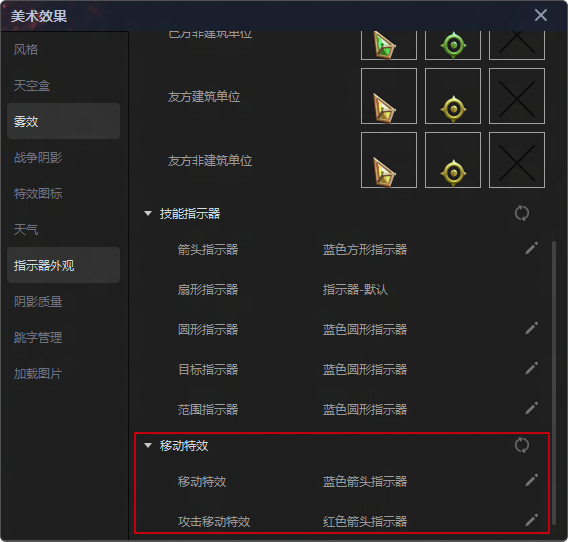 美术效果
风格
天空盒
雾效
战争阴影
特效图标
天气
指示器外观
阴影质量
跳字管理
加载图片
己方非建筑单位
友方建筑单位
友方非建筑单位
技能指示器
箭头指示器 蓝色方形指示器
扇形指示器 指示器-默认
圆形指示器 蓝色圆形指示器
目标指示器 蓝色圆形指示器
范围指示器 蓝色圆形指示器
移动特效
移动特效 蓝色箭头指示器
攻击移动特效 红色箭头指示器